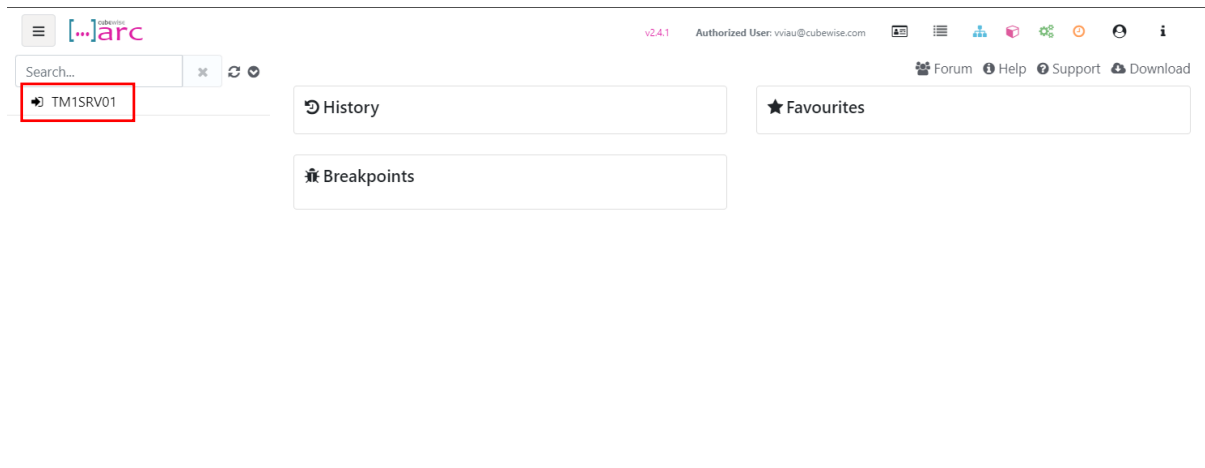 cubewise
[...]arc
v2.4.1
Authorized User: vviau@cubewise.com
Search...
Forum Help Support Download
TM1SRV01
History
Favourites
Breakpoints